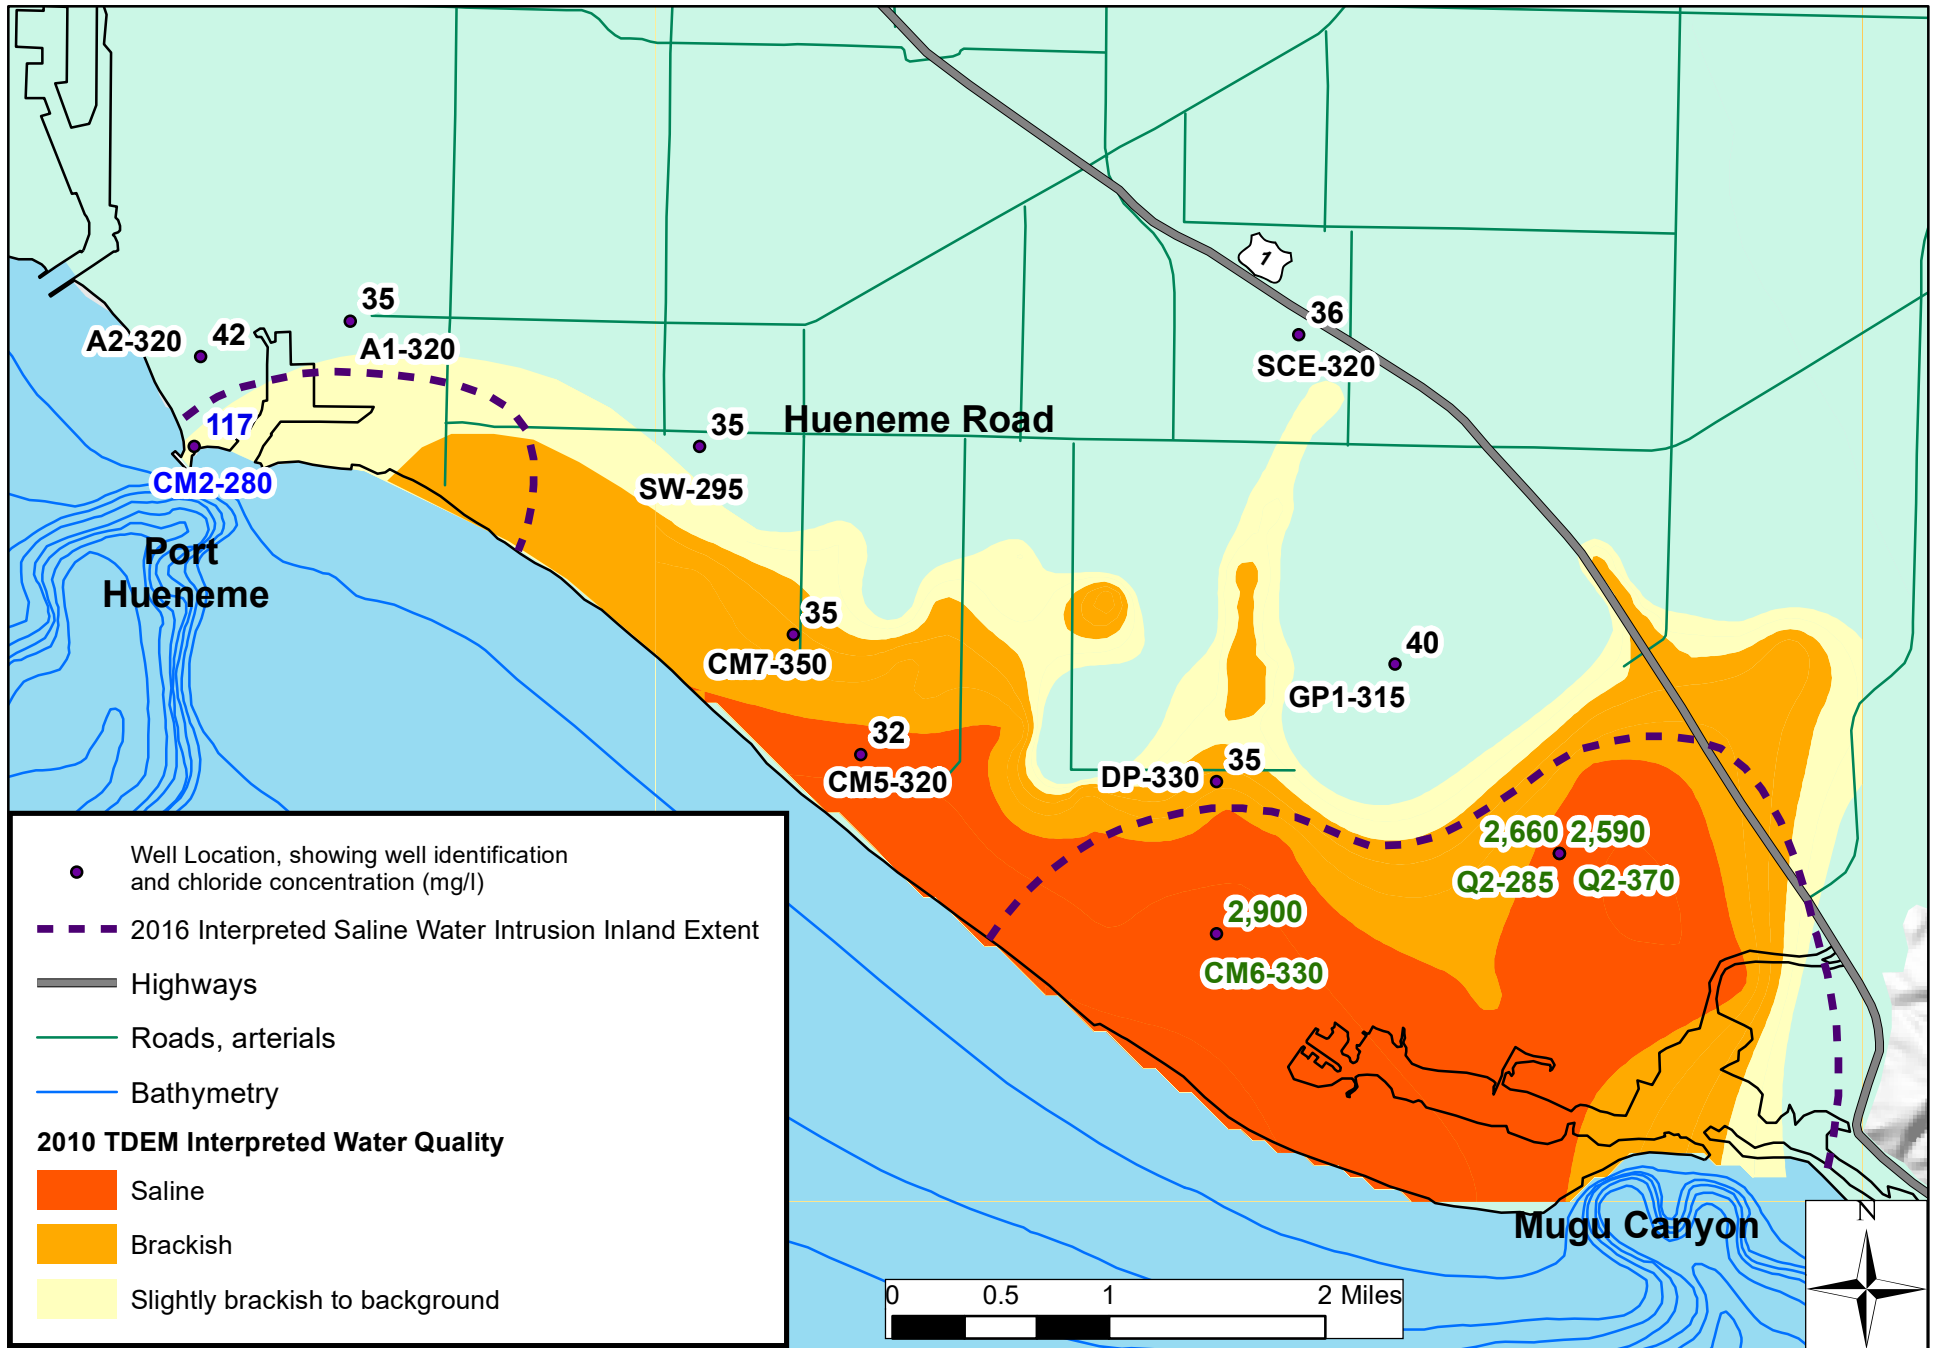 1
35
36
A2-320
42
A1-320
SCE-320
117
35
Hueneme Road
CM2-280
SW-295
Port
Hueneme
35
CM7-350
40
GP1-315
32
CM5-320
35
DP-330
2,660
2,590
Q2-285
Q2-370
2,900
CM6-330
Mugu Canyon
Well Location, showing well identification
and chloride concentration (mg/l)
2016 Interpreted Saline Water Intrusion Inland Extent
Highways
Roads, arterials
Bathymetry
2010 TDEM Interpreted Water Quality
Saline
Brackish
Slightly brackish to background
0 0.5 1 2 Miles
N